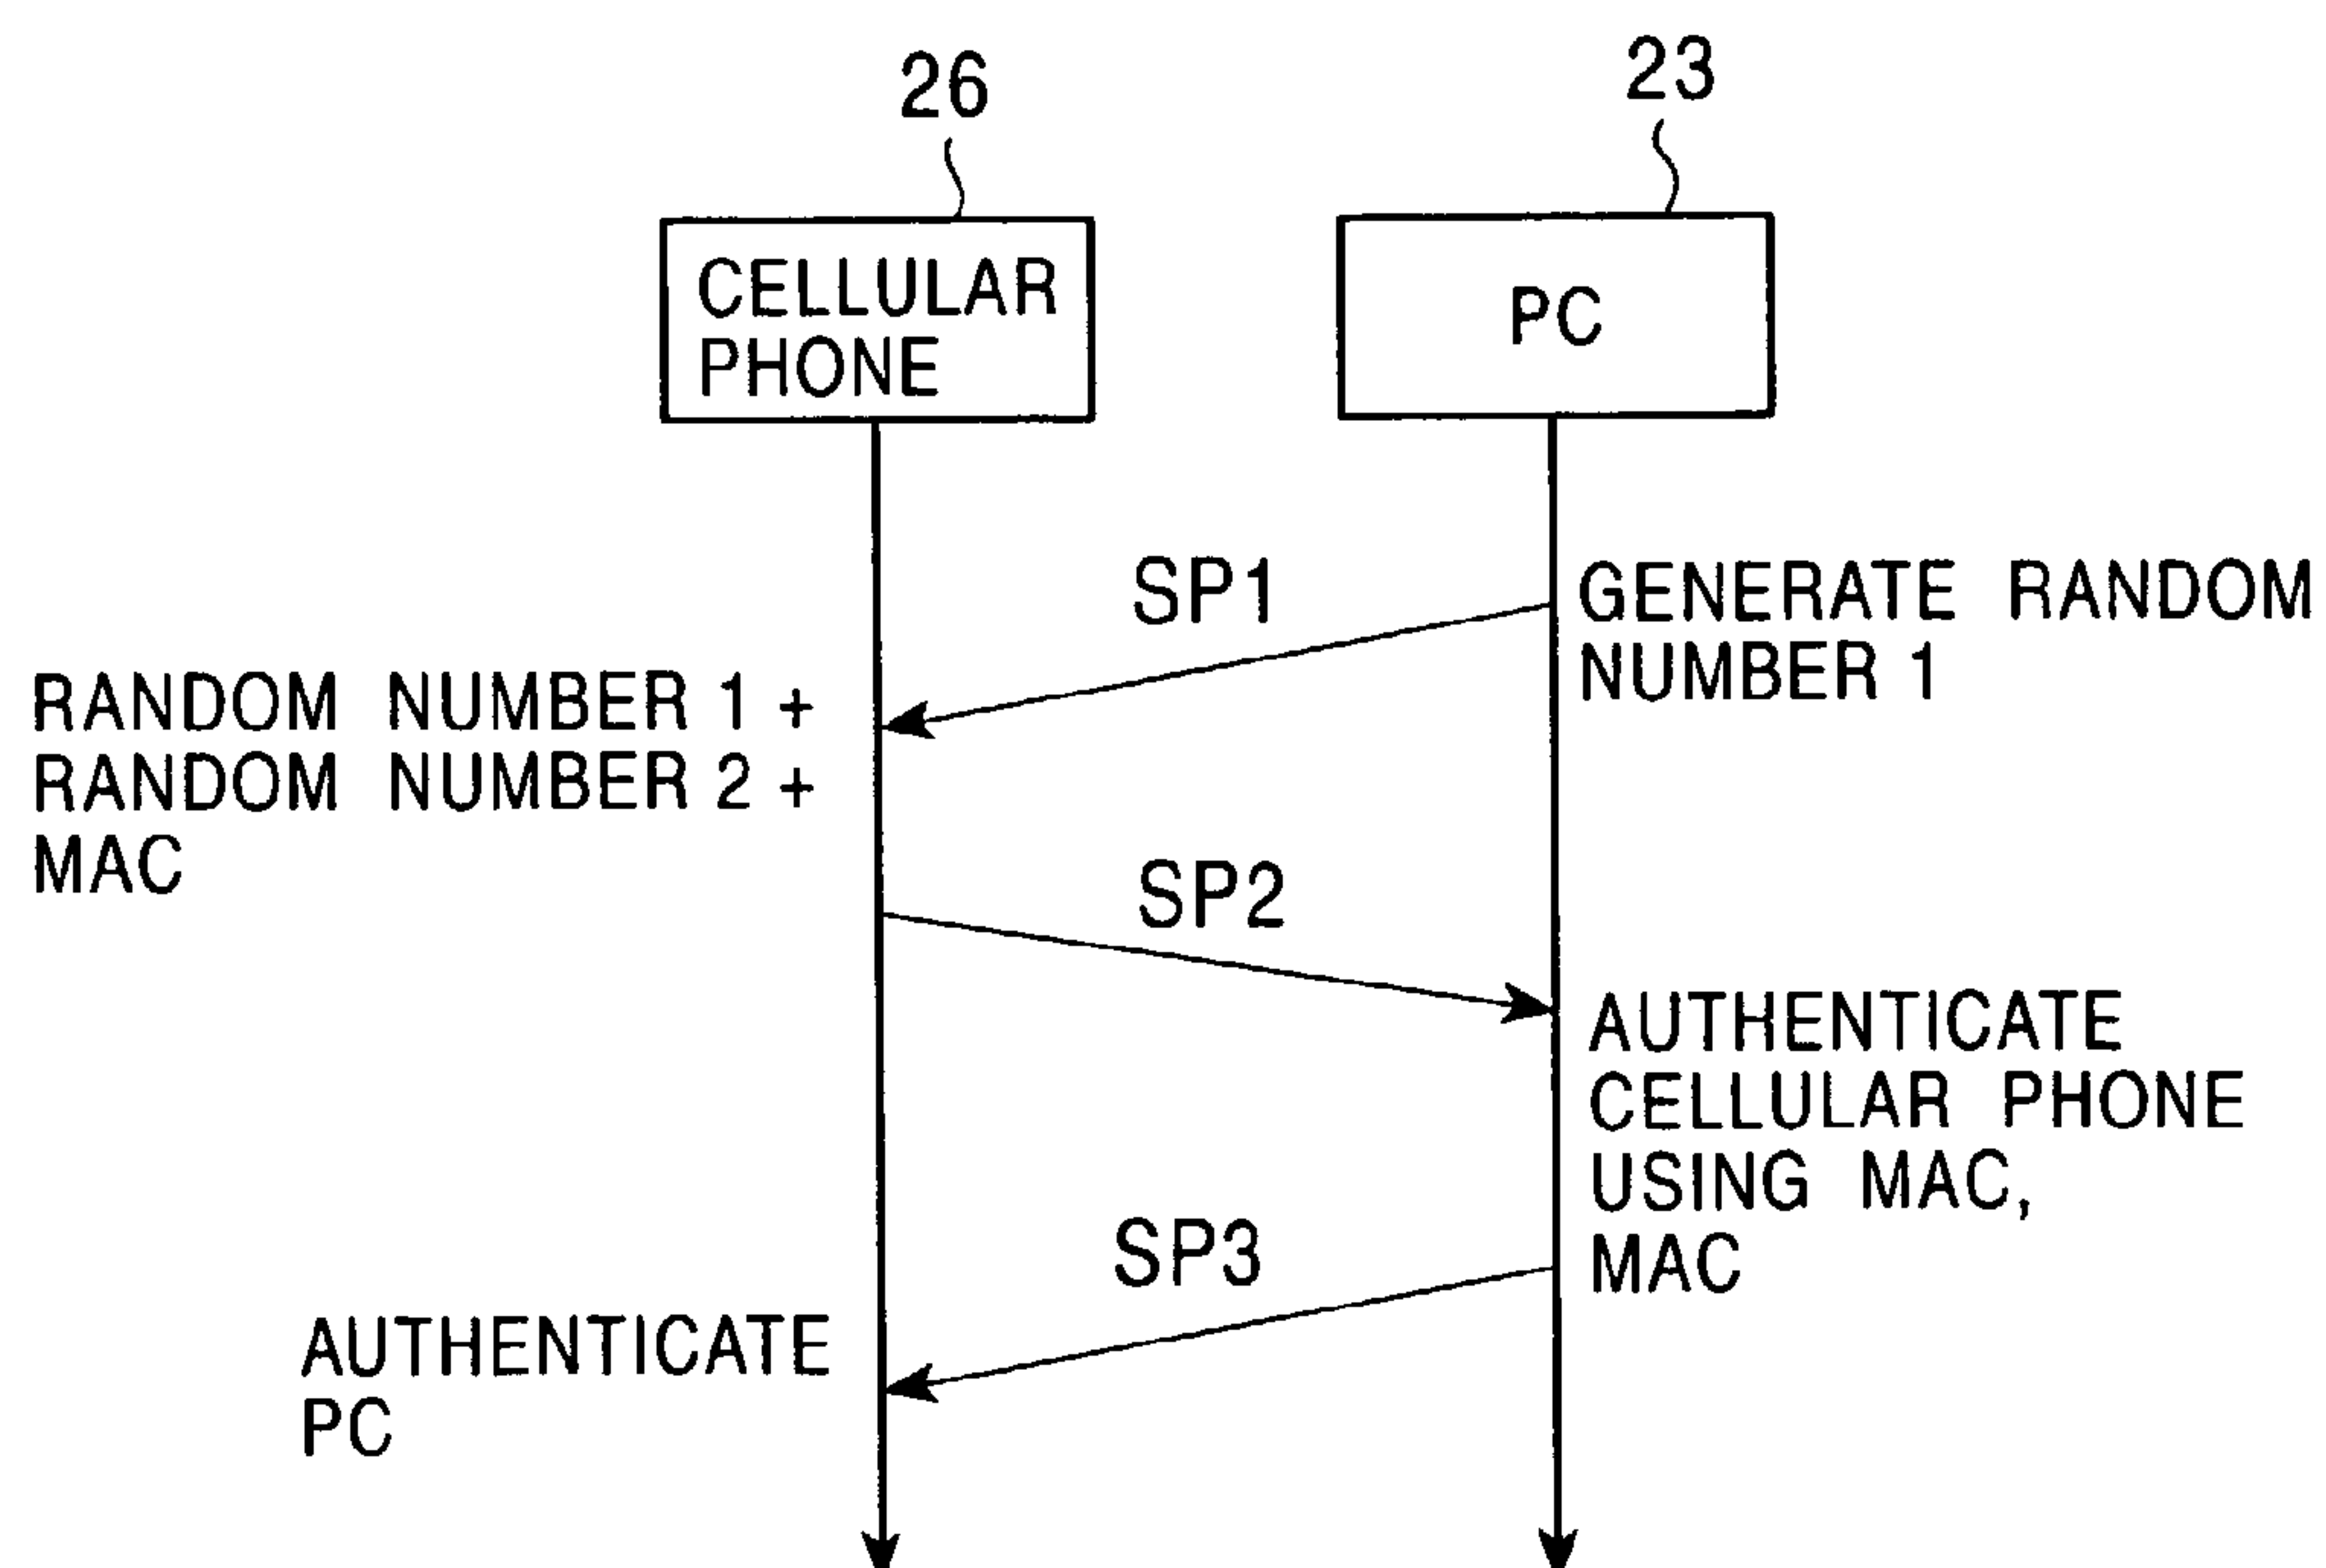 26
23
CELLULAR
PHONE
PC
SP1
GENERATE RANDOM
NUMBER 1
RANDOM NUMBER 1 +
RANDOM NUMBER 2 +
MAC
SP2
AUTHENTICATE
CELLULAR PHONE
USING MAC,
MAC
SP3
AUTHENTICATE
PC